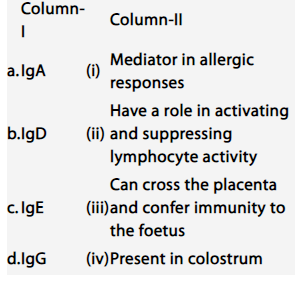 Column-I Column-II
a.IgA (i) Mediator in allergic responses
b.IgD (ii) Have a role in activating and suppressing lymphocyte activity
c.IgE (iii) Can cross the placenta and confer immunity to the foetus
d.IgG (iv) Present in colostrum